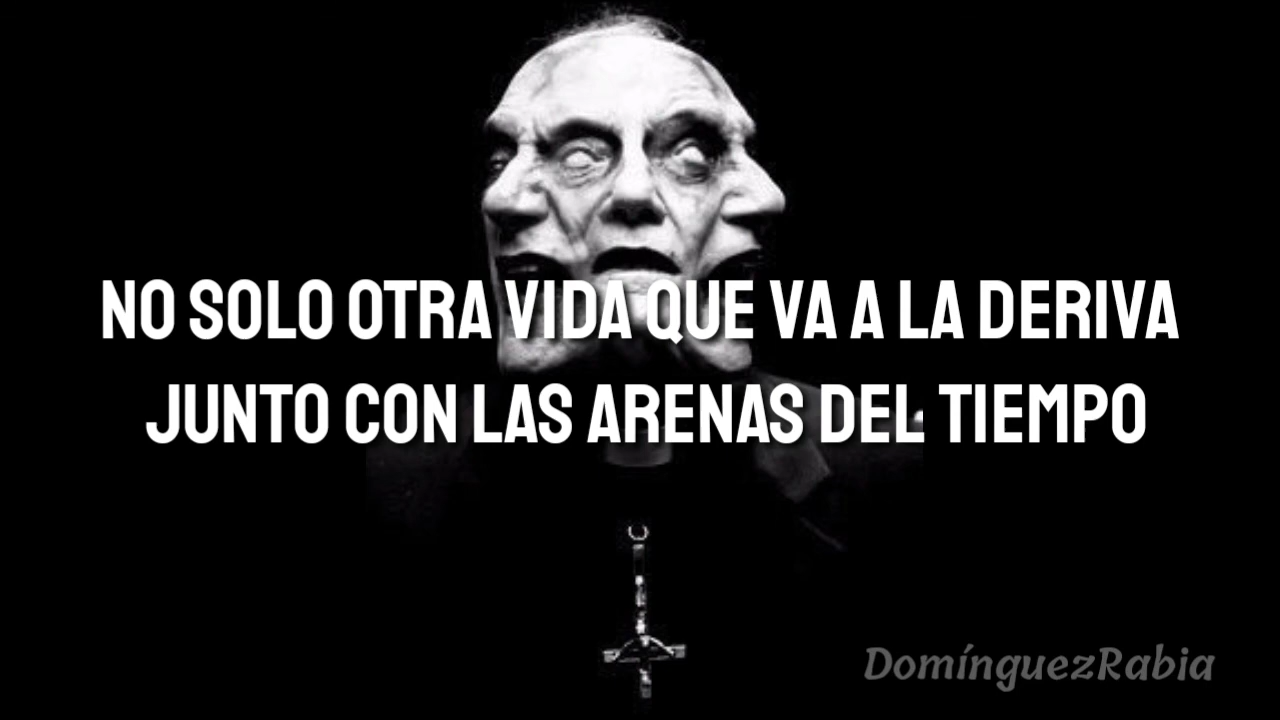 NO SOLO OTRA VIDA QUE VA A LA DERIVA
JUNTO CON LAS ARENAS DEL TIEMPO
DomínguezRabia